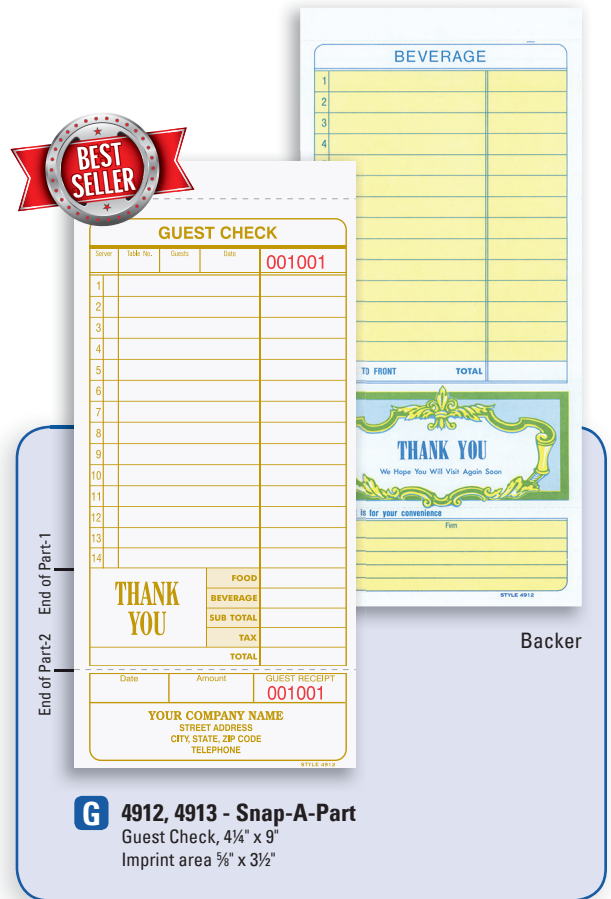 BEVERAGE
1
2
3
4
TO FRONT TOTAL
THANK YOU
We Hope You Will Visit Again Soon
is for your convenience
Firm
STYLE 4912
Backer
BEST
SELLER
GUEST CHECK
Server Table No. Guests Date 001001
1
2
3
4
5
6
7
8
9
10
11
12
13
14
THANK
YOU
FOOD
BEVERAGE
SUB TOTAL
TAX
TOTAL
Date Amount GUEST RECEIPT
001001
YOUR COMPANY NAME
STREET ADDRESS
CITY, STATE, ZIP CODE
TELEPHONE
STYLE 4912
End of Part-1
End of Part-2
G 4912, 4913 - Snap-A-Part
Guest Check, 4¼" x 9"
Imprint area ⅝" x 3½"